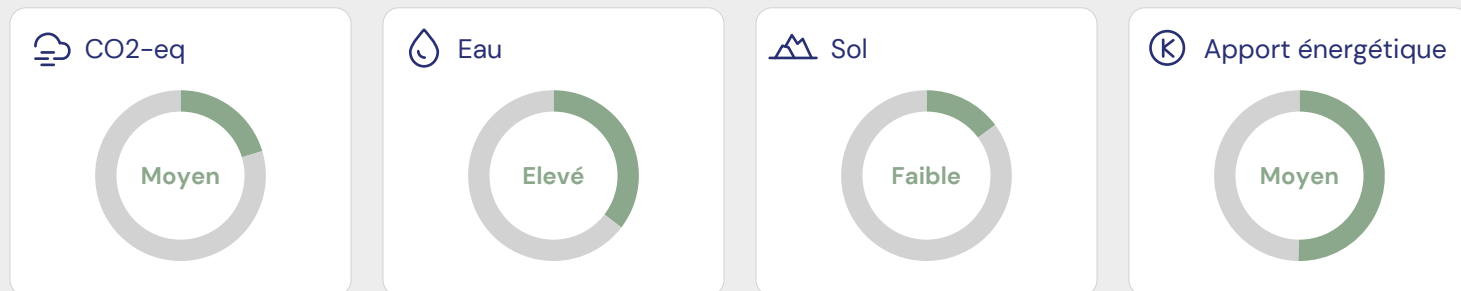 CO2-eq
Moyen
Eau
Elevé
Sol
Faible
Apport énergétique
Moyen